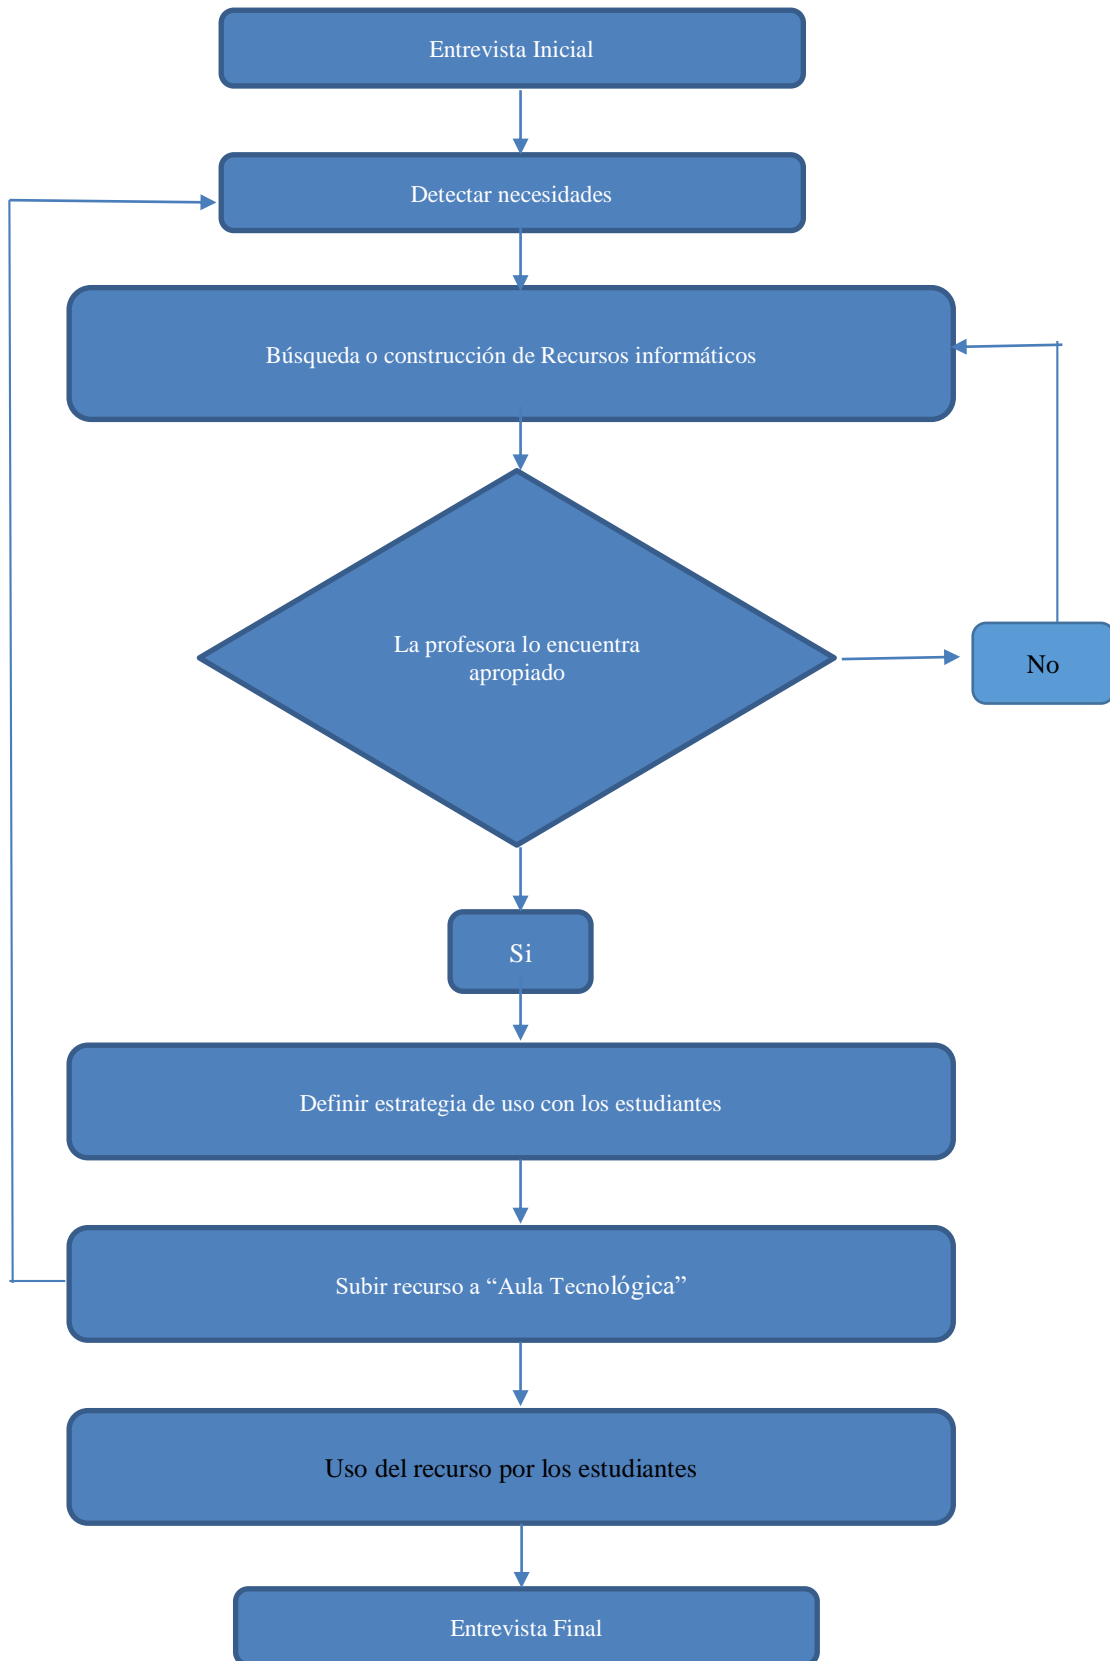 Entrevista Inicial
Detectar necesidades
Búsqueda o construcción de Recursos informáticos
La profesora lo encuentra
apropiado
No
Si
Definir estrategia de uso con los estudiantes
Subir recurso a “Aula Tecnológica”
Uso del recurso por los estudiantes
Entrevista Final